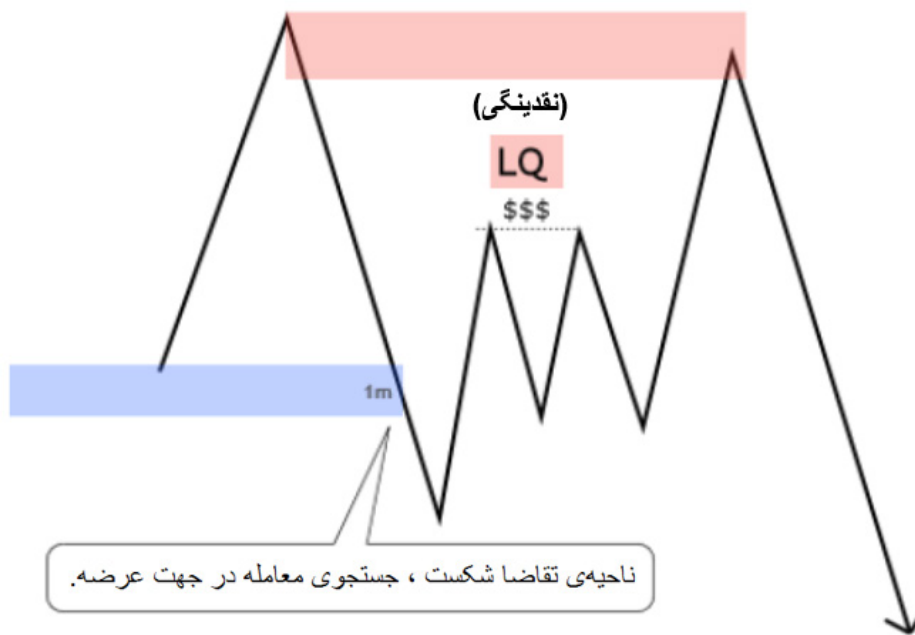 (نقدینگی)
LQ
$$$
1m
ناحیه‌ی تقاضا شکست ، جستجوی معامله در جهت عرضه.